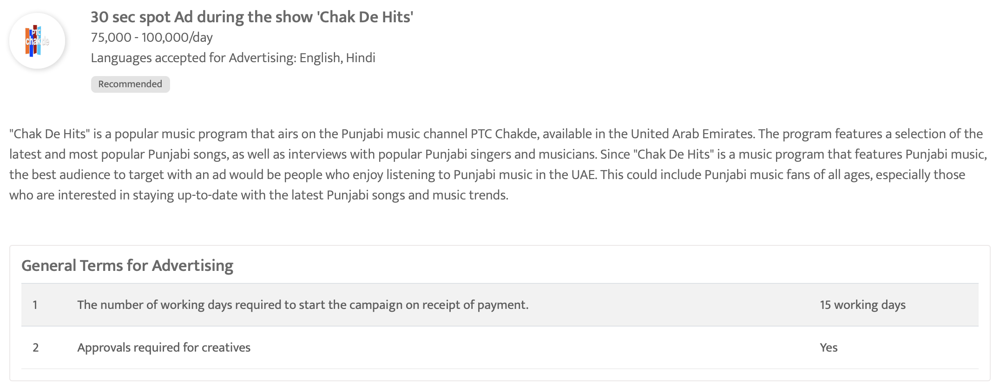 PTC
chakde
30 sec spot Ad during the show 'Chak De Hits'
75,000 - 100,000/day
Languages accepted for Advertising: English, Hindi
Recommended
"Chak De Hits" is a popular music program that airs on the Punjabi music channel PTC Chakde, available in the United Arab Emirates. The program features a selection of the
latest and most popular Punjabi songs, as well as interviews with popular Punjabi singers and musicians. Since "Chak De Hits" is a music program that features Punjabi music,
the best audience to target with an ad would be people who enjoy listening to Punjabi music in the UAE. This could include Punjabi music fans of all ages, especially those
who are interested in staying up-to-date with the latest Punjabi songs and music trends.
General Terms for Advertising
1 The number of working days required to start the campaign on receipt of payment. 15 working days
2 Approvals required for creatives Yes